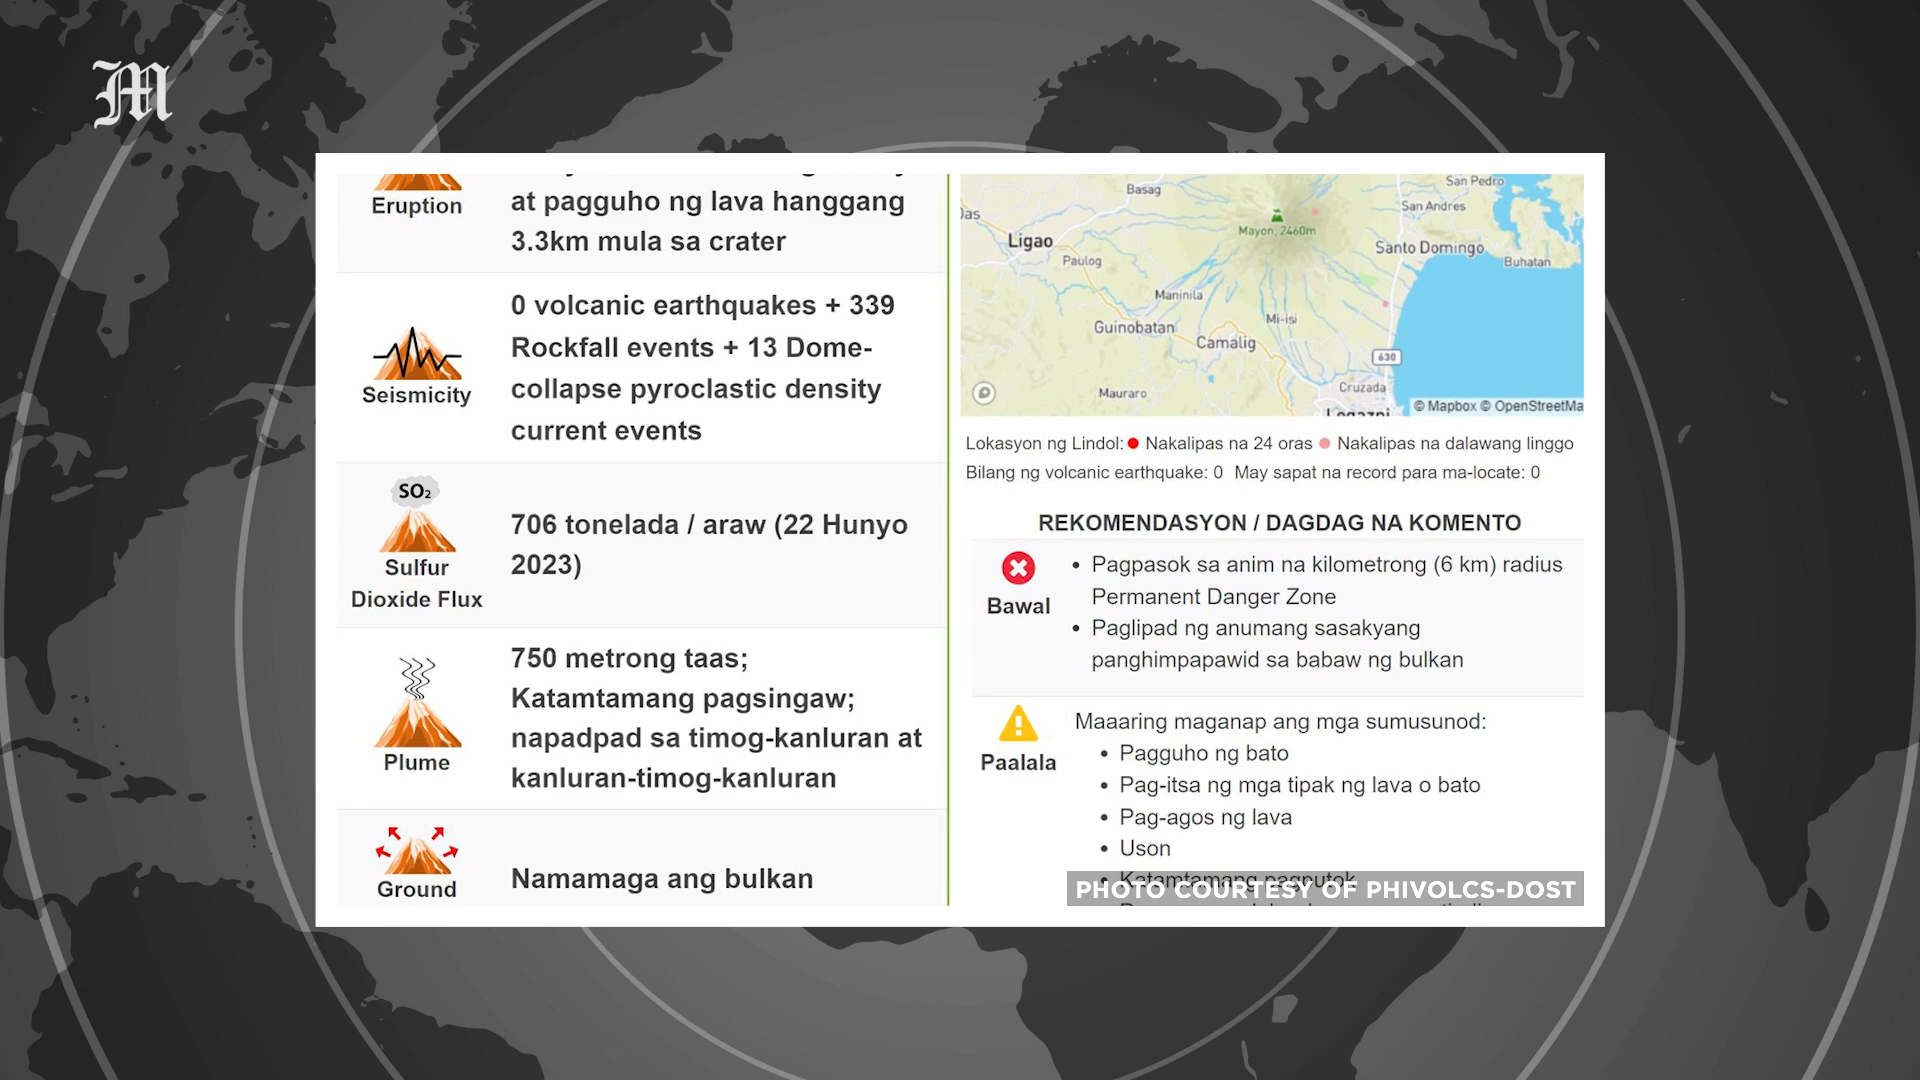 M
Eruption
at pagguho ng lava hanggang
3.3km mula sa crater
Seismicity
0 volcanic earthquakes + 339
Rockfall events + 13 Dome-
collapse pyroclastic density
current events
SO₂
Sulfur
Dioxide Flux
706 tonelada / araw (22 Hunyo
2023)
Plume
750 metrong taas;
Katamtamang pagsingaw;
napadpad sa timog-kanluran at
kanluran-timog-kanluran
Ground
Namamaga ang bulkan
Basag
San Pedro
San Andres
Mayon, 2460m
Ligao
Paulog
Santo Domingo
Buhatan
Maninila
Mi-isi
Guinobatan
Camalig
630
Mauraro
Cruzada
Legazpi
© Mapbox © OpenStreetMa
Lokasyon ng Lindol: Nakalipas na 24 oras Nakalipas na dalawang linggo
Bilang ng volcanic earthquake: 0 May sapat na record para ma-locate: 0
REKOMENDASYON / DAGDAG NA KOMENTO
Bawal
• Pagpasok sa anim na kilometrong (6 km) radius
Permanent Danger Zone
• Paglipad ng anumang sasakyang
panghimpapawid sa babaw ng bulkan
Paalala
Maaaring maganap ang mga sumusunod:
• Pagguho ng bato
• Pag-itsa ng mga tipak ng lava o bato
• Pag-agos ng lava
• Uson
• Katamtamang pagputok
PHOTO COURTESY OF PHIVOLCS-DOST